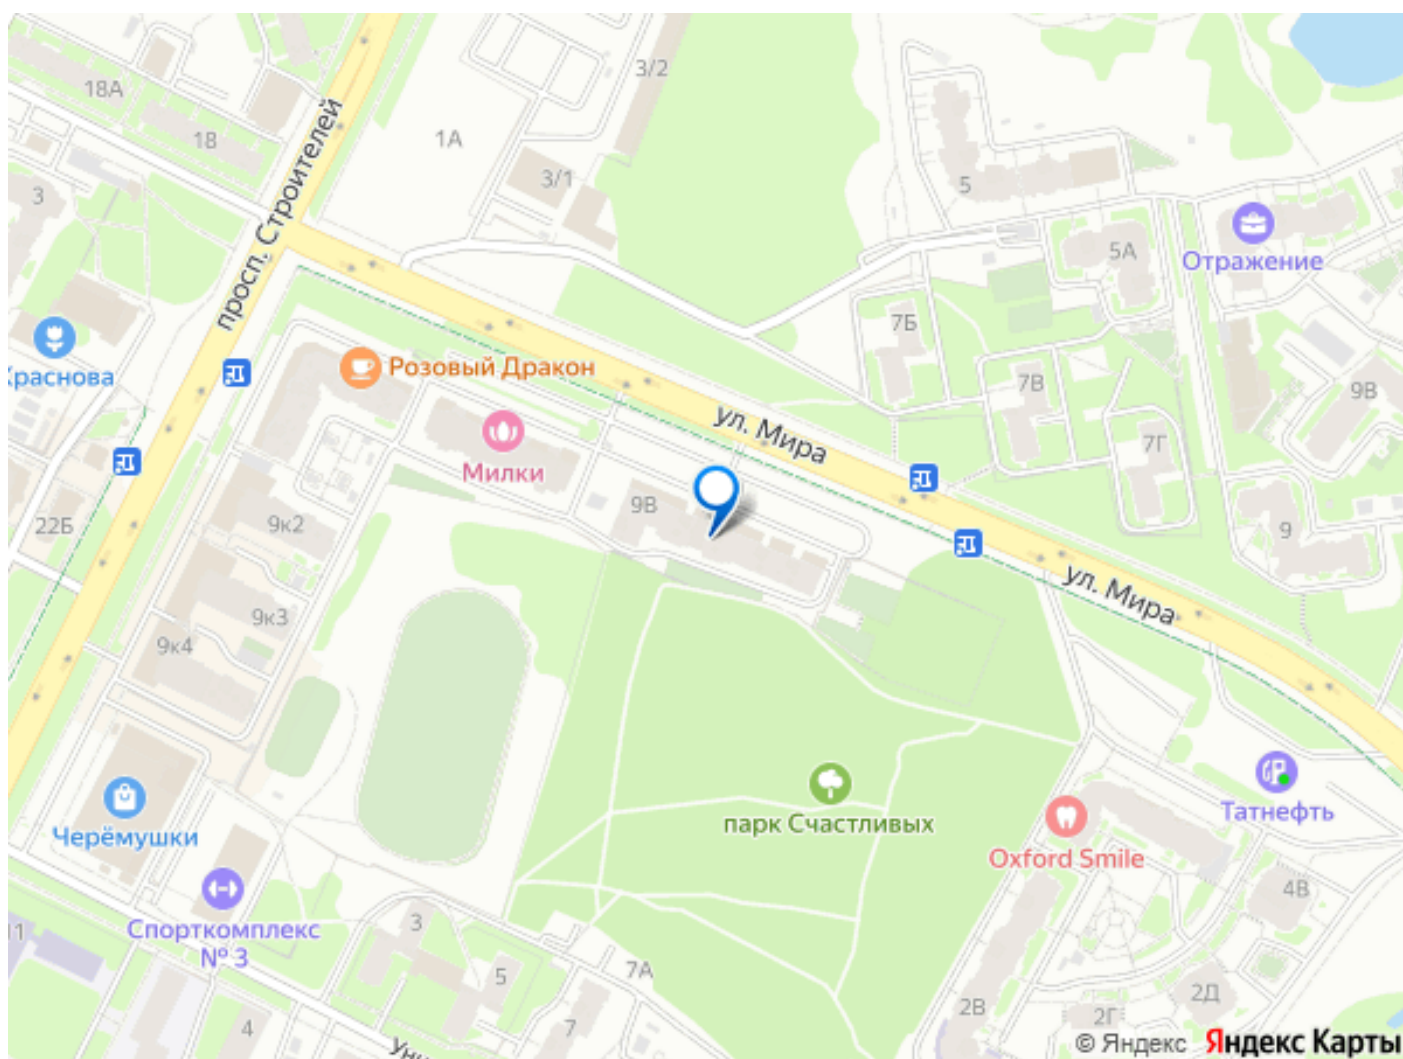 18А
3/2
18
1А
просп. Строителей
3/1
3
5
5А
Отражение
7Б
Краснова
Розовый Дракон
7В
9В
ул. Мира
7Г
Милки
9В
22Б
9к2
9
ул. Мира
9к3
9к4
Татнефть
парк Счастливых
Черёмушки
Oxford Smile
4В
Спорткомплекс
№ 3
11
3
7А
5
2В
2Д
2Г
4
7
© Яндекс Яндекс Карты